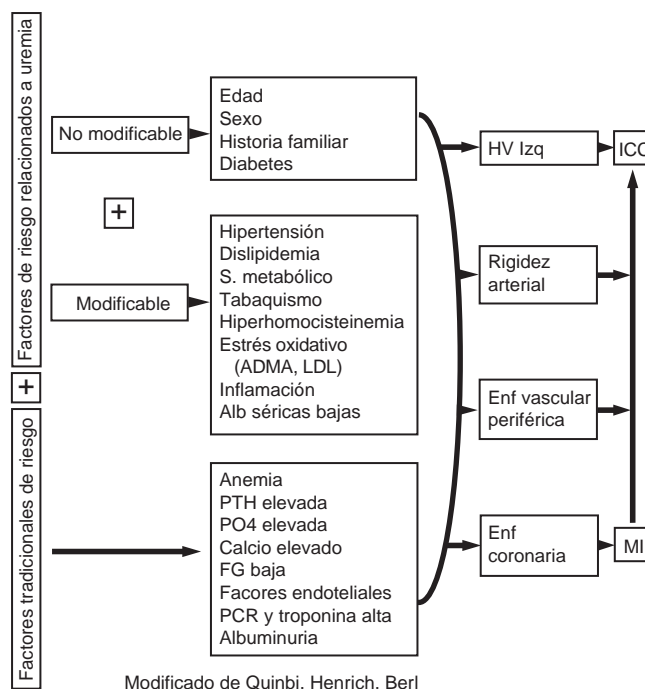 Factores de riesgo relacionados a uremia
+
Factores tradicionales de riesgo
No modificable
+
Modificable
Edad
Sexo
Historia familiar
Diabetes
Hipertensión
Dislipidemia
S. metabólico
Tabaquismo
Hiperhomocisteinemia
Estrés oxidativo
(ADMA, LDL)
Inflamación
Alb séricas bajas
Anemia
PTH elevada
PO4 elevada
Calcio elevado
FG baja
Facores endoteliales
PCR y troponina alta
Albuminuria
HV Izq
ICC
Rigidez
arterial
Enf vascular
periférica
Enf
coronaria
MI
Modificado de Quinbi, Henrich, Berl